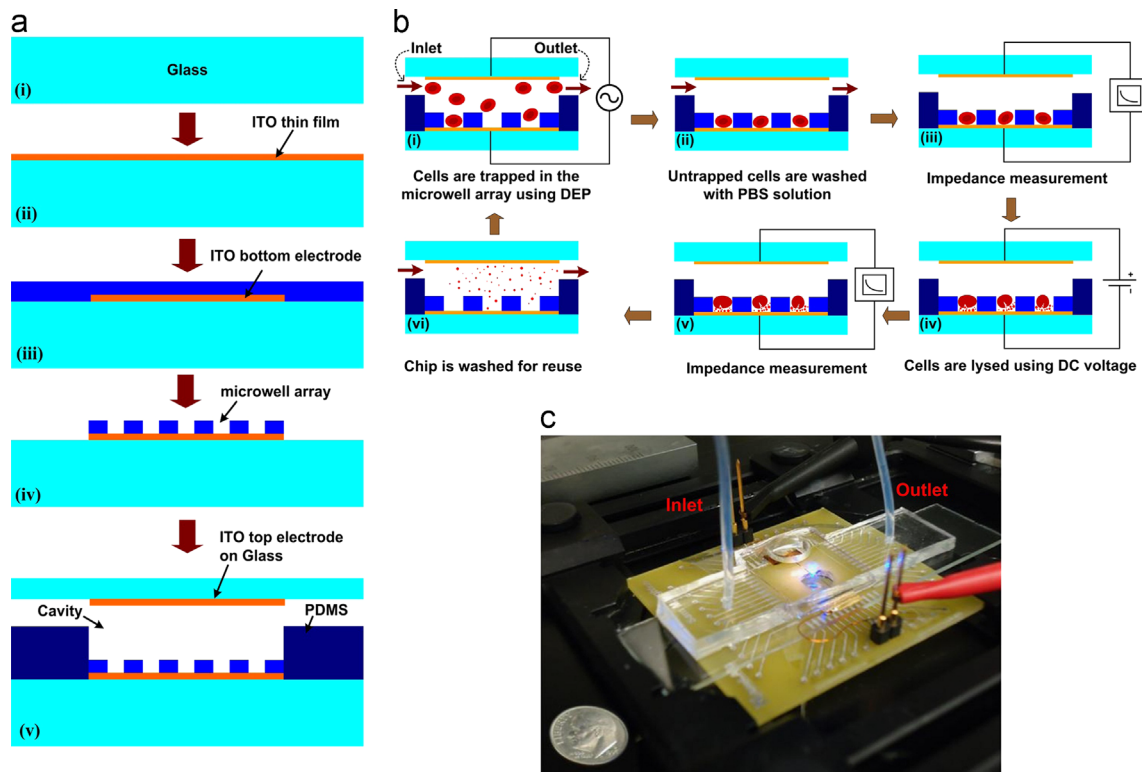 a
Glass
(i)
ITO thin film
(ii)
ITO bottom electrode
(iii)
microwell array
(iv)
ITO top electrode
on Glass
Cavity
PDMS
(v)
b
Inlet
Outlet
(i)
Cells are trapped in the
microwell array using DEP
(ii)
Untrapped cells are washed
with PBS solution
(iii)
Impedance measurement
+
-
(iv)
Cells are lysed using DC voltage
(v)
Impedance measurement
(vi)
Chip is washed for reuse
c
Inlet
Outlet